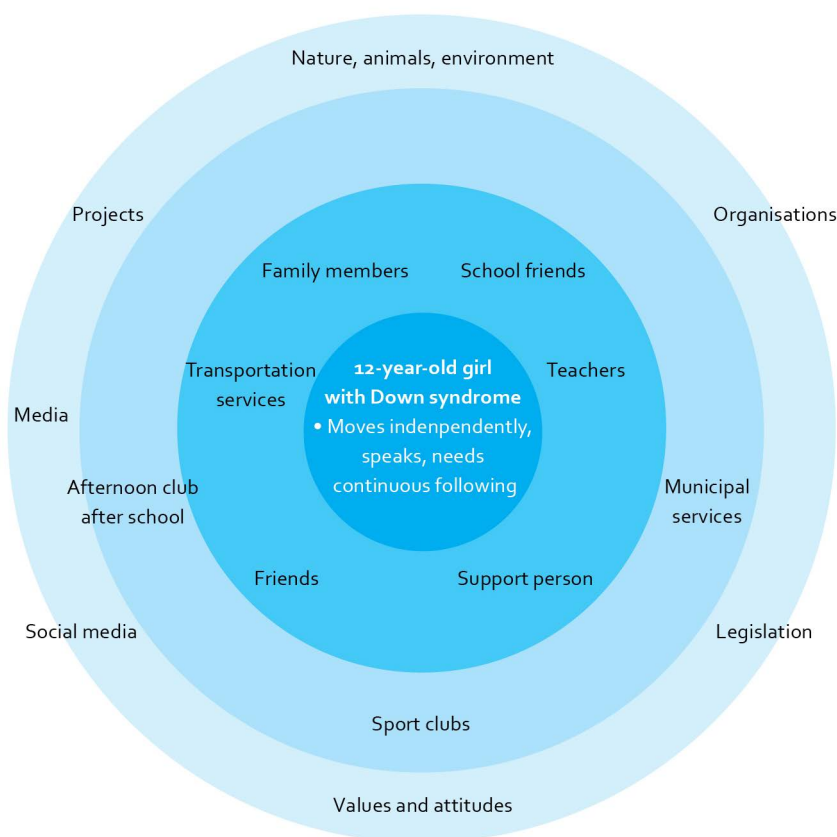 Nature, animals, environment
Projects
Organisations
Family members
School friends
Transportation
services
12-year-old girl
with Down syndrome
• Moves indenpendently,
speaks, needs
continuous following
Teachers
Media
Afternoon club
after school
Municipal
services
Friends
Support person
Social media
Legislation
Sport clubs
Values and attitudes